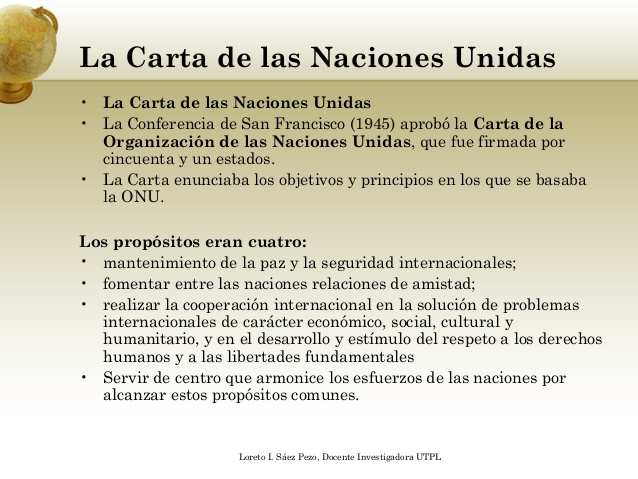 La Carta de las Naciones Unidas
• La Carta de las Naciones Unidas
• La Conferencia de San Francisco (1945) aprobó la Carta de la
Organización de las Naciones Unidas, que fue firmada por
cincuenta y un estados.
• La Carta enunciaba los objetivos y principios en los que se basaba
la ONU.
Los propósitos eran cuatro:
• mantenimiento de la paz y la seguridad internacionales;
• fomentar entre las naciones relaciones de amistad;
• realizar la cooperación internacional en la solución de problemas
internacionales de carácter económico, social, cultural y
humanitario, y en el desarrollo y estímulo del respeto a los derechos
humanos y a las libertades fundamentales
• Servir de centro que armonice los esfuerzos de las naciones por
alcanzar estos propósitos comunes.
Loreto I. Sáez Pezo, Docente Investigadora UTPL